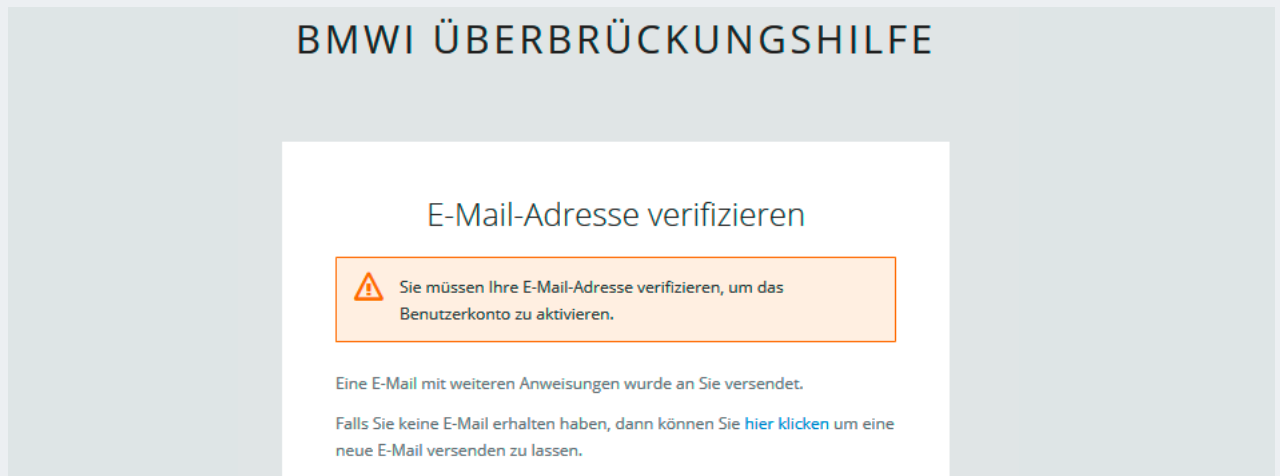 BMWI ÜBERBRÜCKUNGSHILFE
E-Mail-Adresse verifizieren
Sie müssen Ihre E-Mail-Adresse verifizieren, um das
Benutzerkonto zu aktivieren.
Eine E-Mail mit weiteren Anweisungen wurde an Sie versendet.
Falls Sie keine E-Mail erhalten haben, dann können Sie hier klicken um eine
neue E-Mail versenden zu lassen.